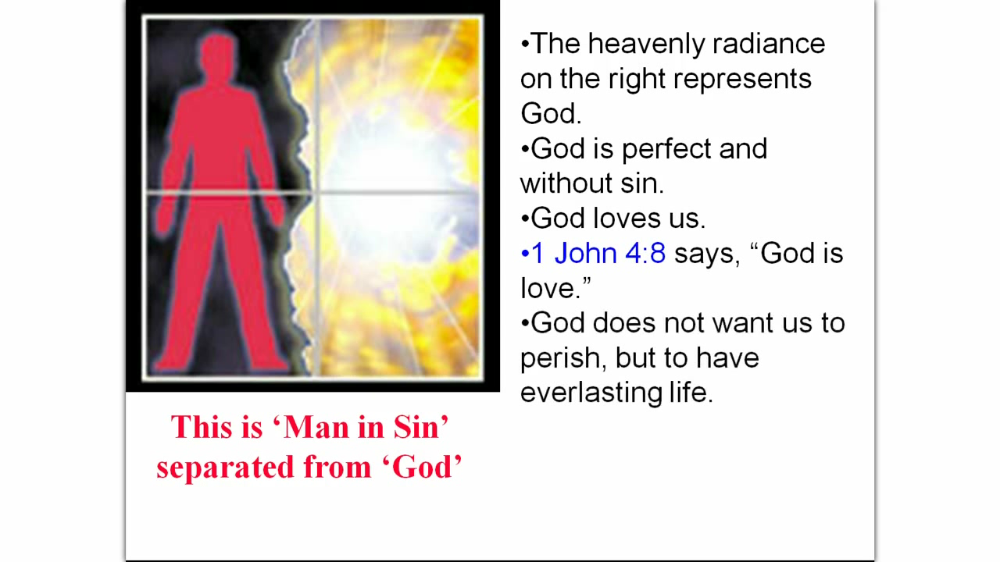 •The heavenly radiance
on the right represents
God.
•God is perfect and
without sin.
•God loves us.
•1 John 4:8 says, “God is
love.”
•God does not want us to
perish, but to have
everlasting life.
This is ‘Man in Sin’
separated from ‘God’